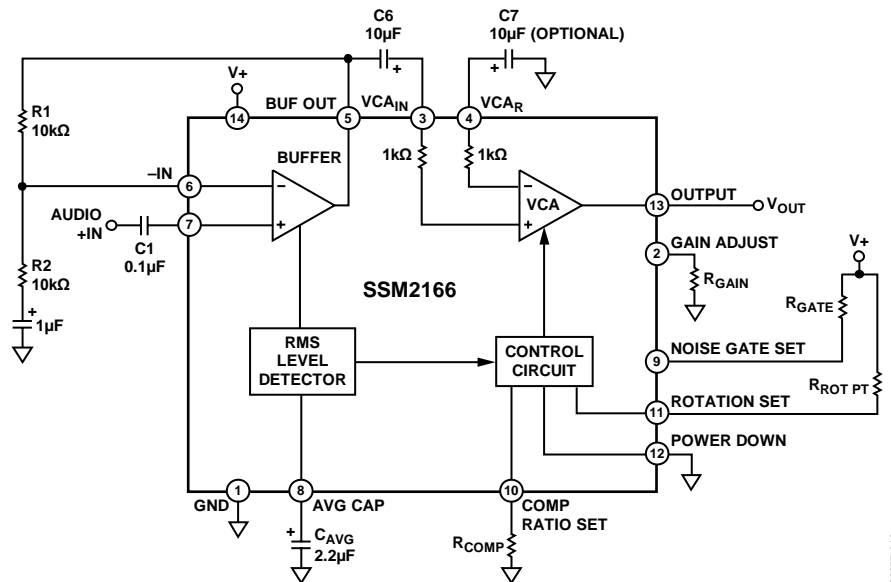 C6
10µF
+
C7
10µF (OPTIONAL)
+
V+
14
BUF OUT
5
VCAIN
3
4
VCAR
R1
10kΩ
1kΩ
1kΩ
BUFFER
–IN
6
–
+
AUDIO
+IN
7
C1
0.1µF
–
VCA
+
13
OUTPUT
VOUT
2
GAIN ADJUST
RGAIN
V+
RGATE
R2
10kΩ
+
1µF
SSM2166
RMS
LEVEL
DETECTOR
CONTROL
CIRCUIT
9
NOISE GATE SET
RROT PT
11
ROTATION SET
12
POWER DOWN
GND
1
8
AVG CAP
10
COMP
RATIO SET
+
CAVG
2.2µF
RCOMP